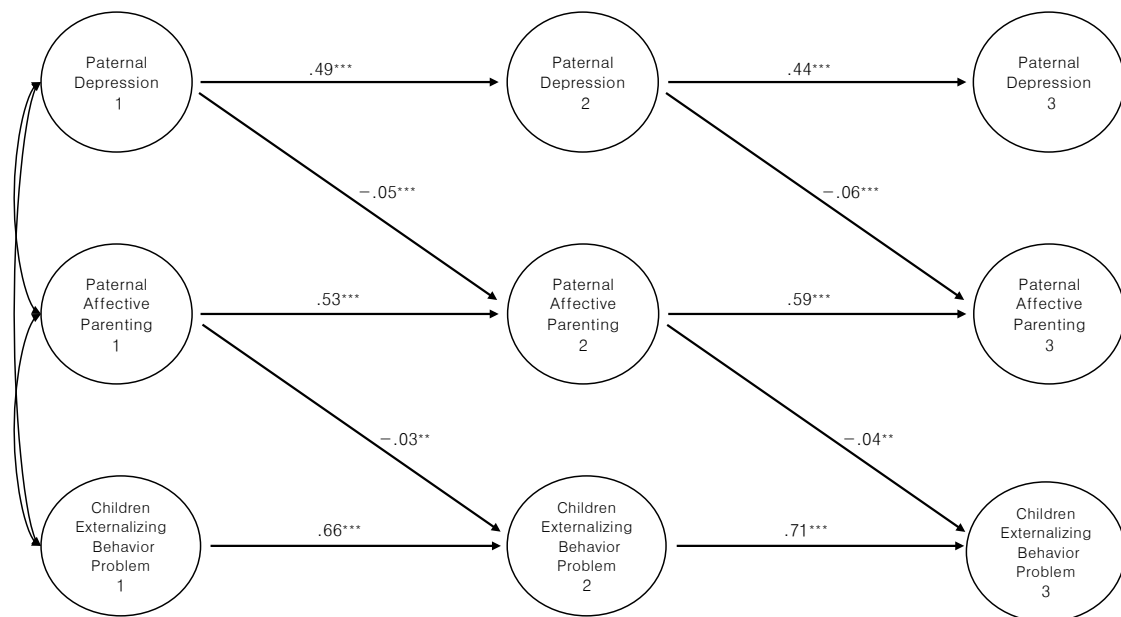 Paternal
Depression
1
.49***
Paternal
Depression
2
.44***
Paternal
Depression
3
−.05***
−.06***
Paternal
Affective
Parenting
1
.53***
Paternal
Affective
Parenting
2
.59***
Paternal
Affective
Parenting
3
−.03**
−.04**
Children
Externalizing
Behavior
Problem
1
.66***
Children
Externalizing
Behavior
Problem
2
.71***
Children
Externalizing
Behavior
Problem
3